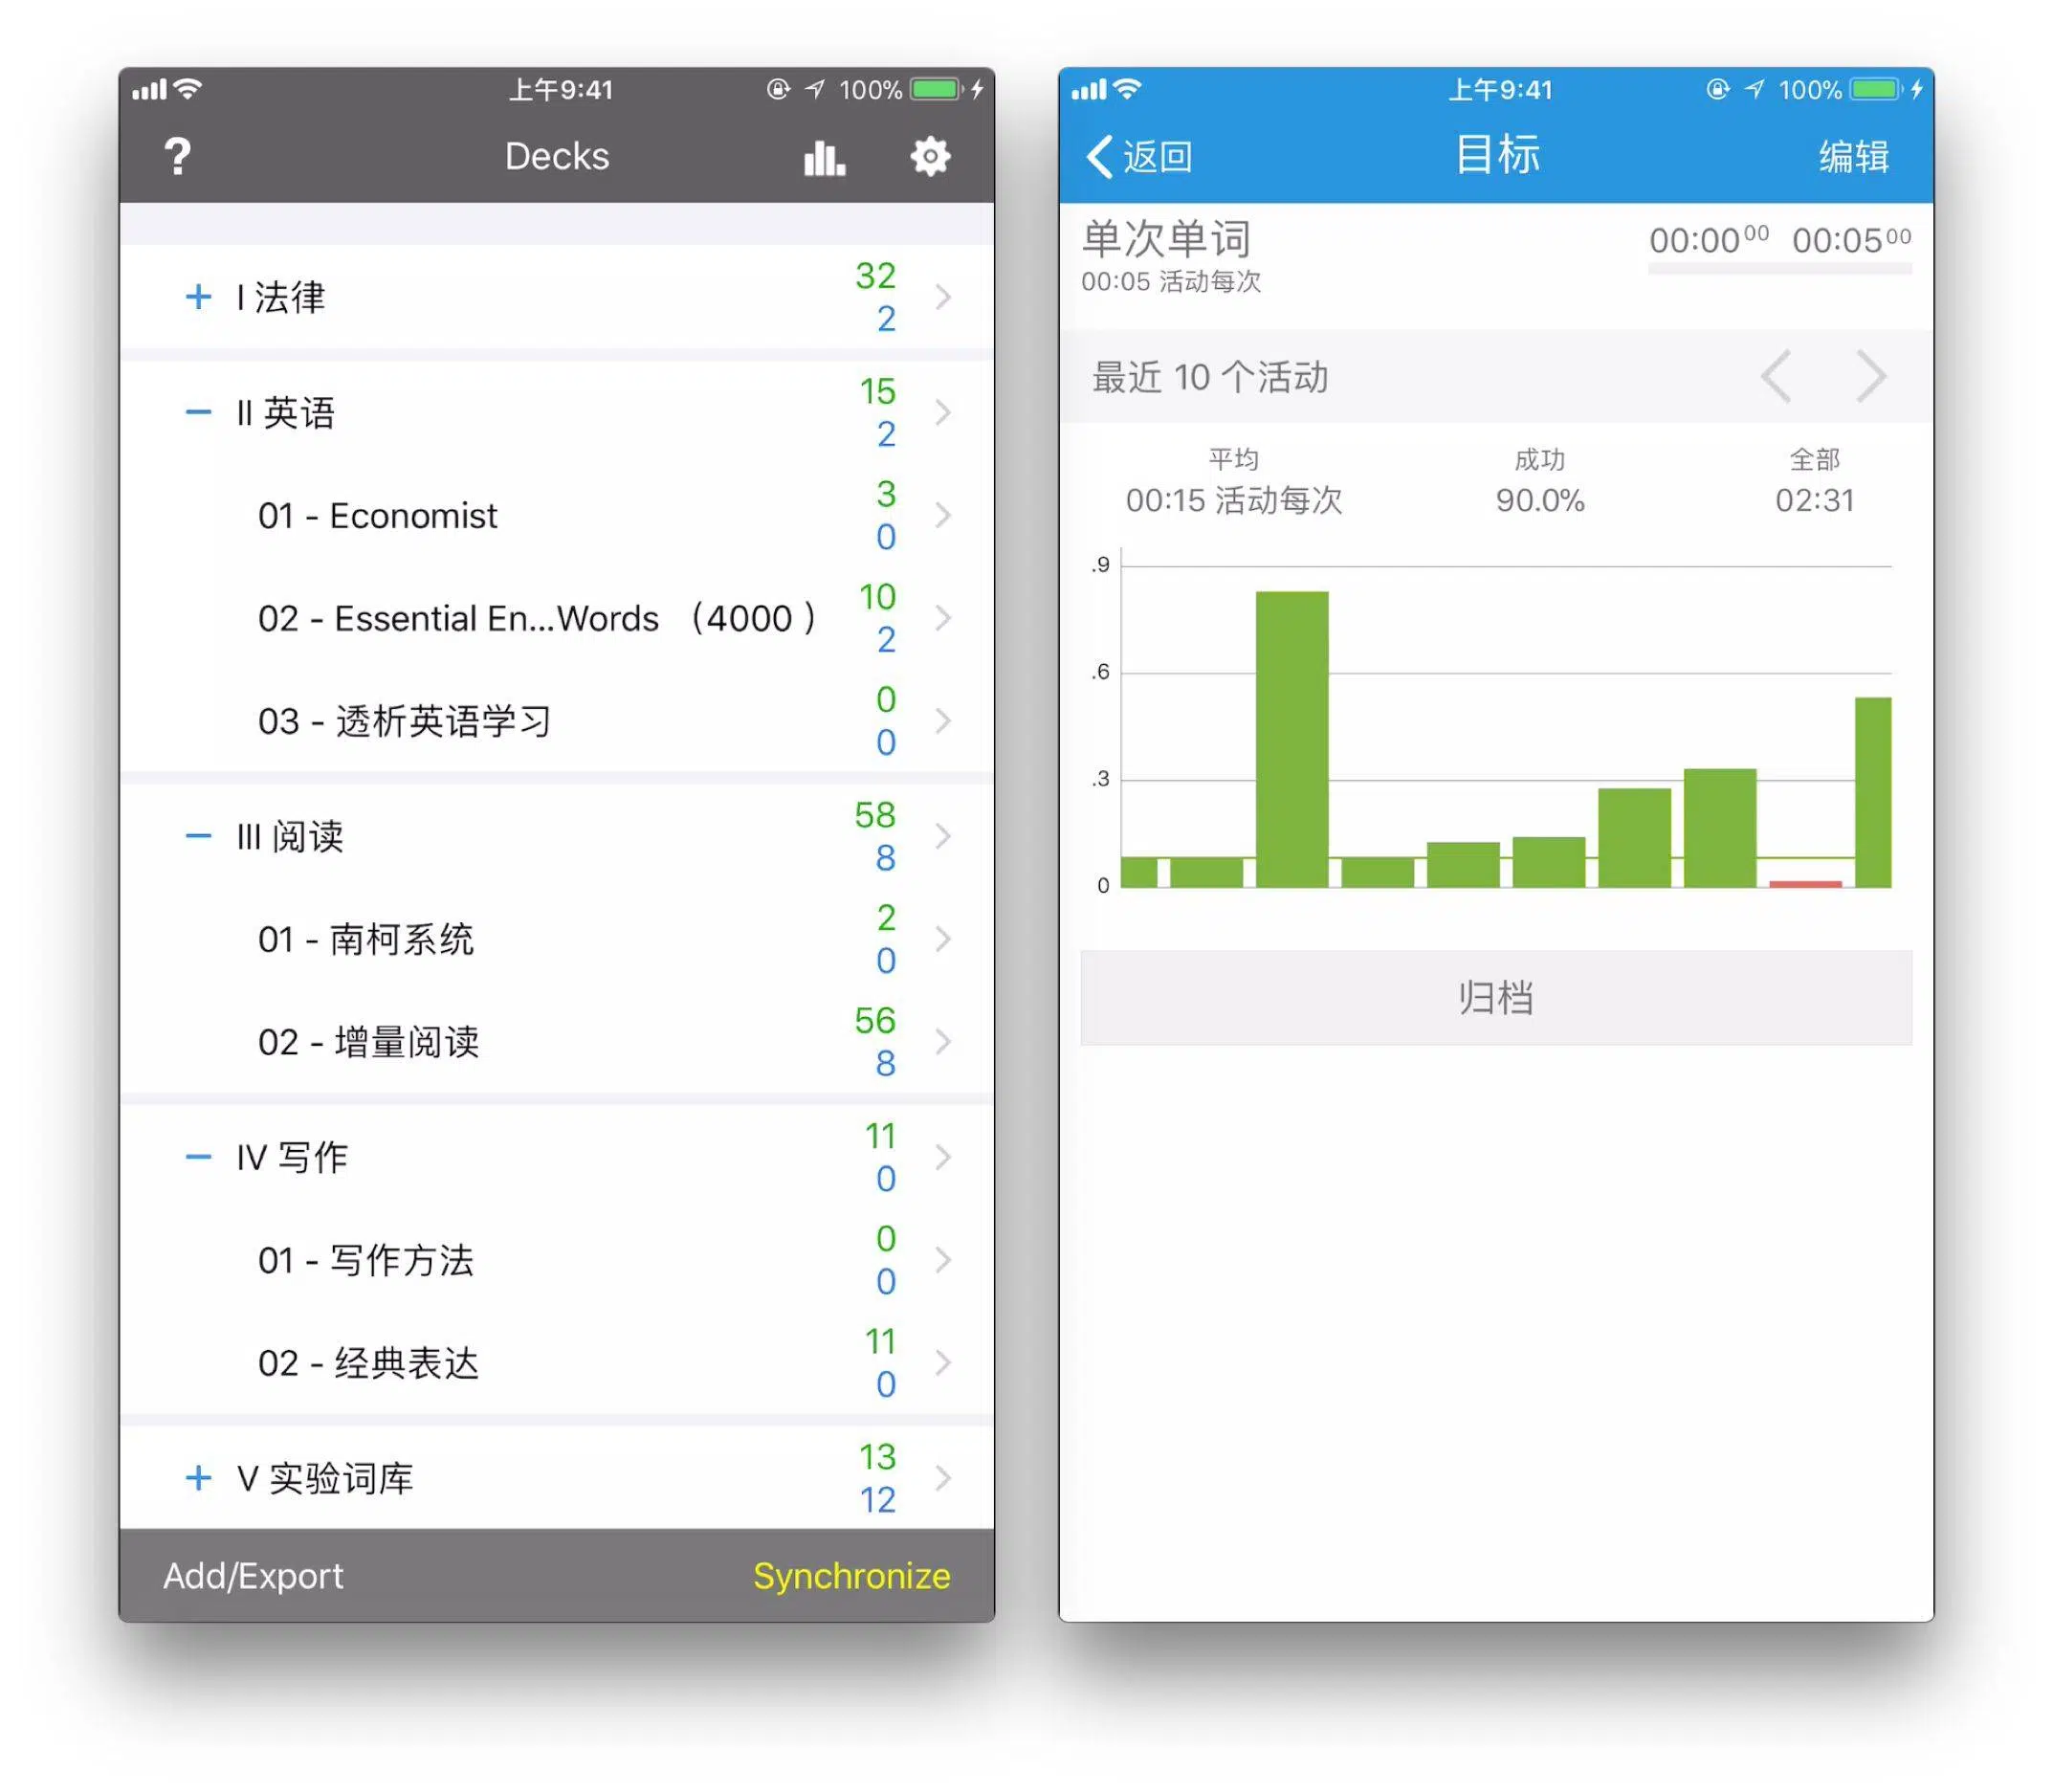 上午9:41
100%
?
Decks
+ I 法律
32
2
− II 英语
15
2
01 - Economist
3
0
02 - Essential En...Words （4000 ）
10
2
03 - 透析英语学习
0
0
− III 阅读
58
8
01 - 南柯系统
2
0
02 - 增量阅读
56
8
− IV 写作
11
0
01 - 写作方法
0
0
02 - 经典表达
11
0
+ V 实验词库
13
12
Add/Export
Synchronize
上午9:41
100%
返回
目标
编辑
单次单词
00:00 00 00:05 00
00:05 活动每次
最近 10 个活动
平均 成功 全部
00:15 活动每次 90.0% 02:31
.9
.6
.3
0
归档